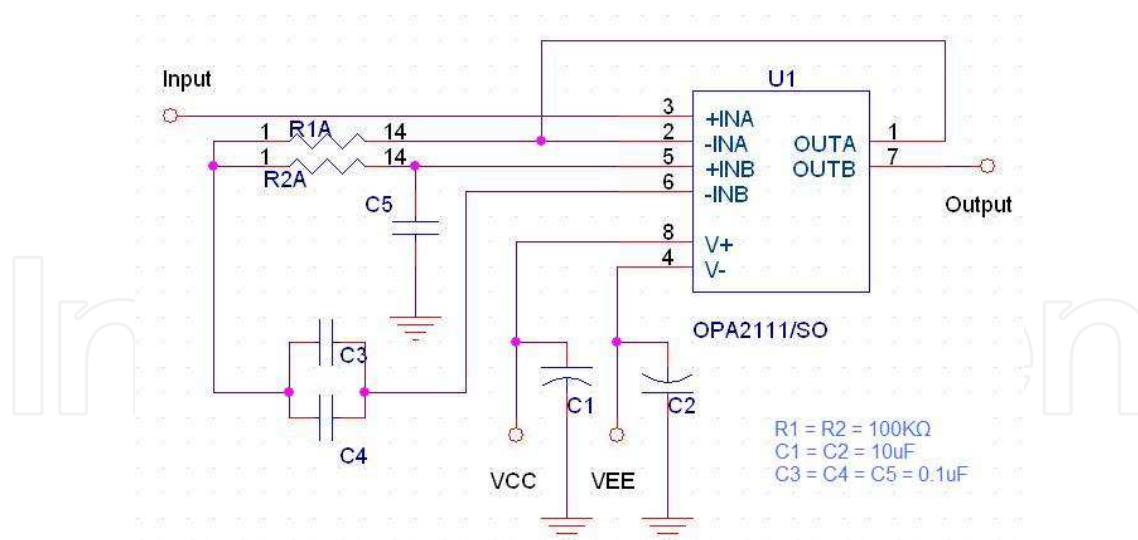 Input
U1
3
+INA
1
R1A
14
2
-INA
OUTA
1
1
R2A
14
5
+INB
OUTB
7
6
-INB
C5
Output
8
V+
4
V-
OPA2111/SO
C3
C4
C1
C2
VCC
VEE
R1 = R2 = 100KΩ
C1 = C2 = 10uF
C3 = C4 = C5 = 0.1uF